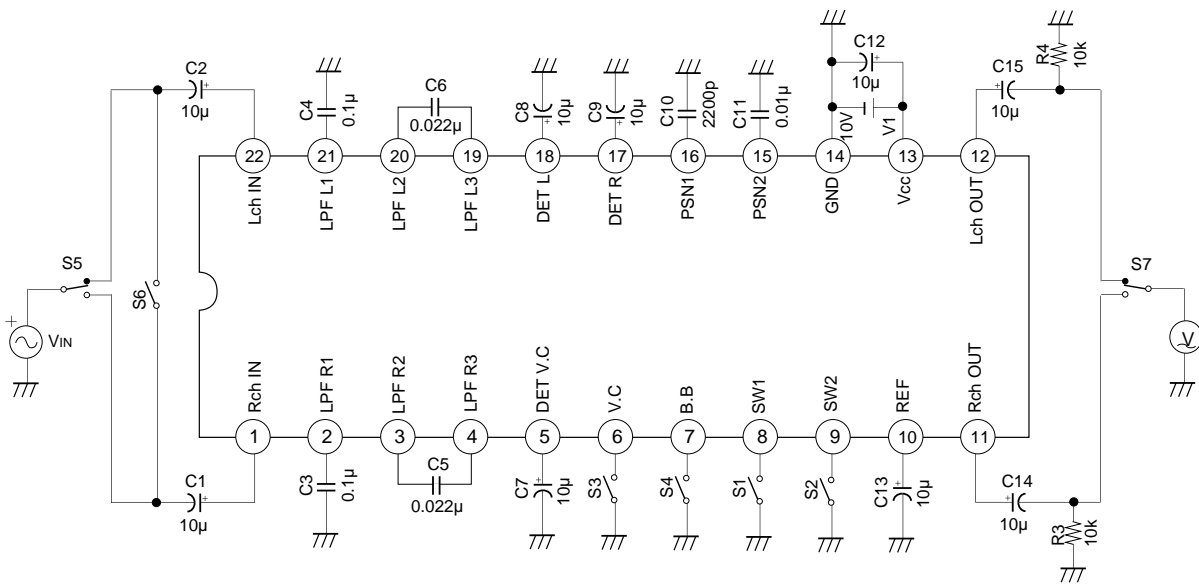 C2
10μ
C4
0.1μ
C6
0.022μ
C8
10μ
C9
10μ
C10
2200p
C11
0.01μ
C12
10μ
10V
V1
C15
10μ
R4
10k
22
21
20
19
18
17
16
15
14
13
12
Lch IN
LPF L1
LPF L2
LPF L3
DET L
DET R
PSN1
PSN2
GND
Vcc
Lch OUT
S5
S6
S7
+
VIN
V
Rch IN
LPF R1
LPF R2
LPF R3
DET V.C
V.C
B.B
SW1
SW2
REF
Rch OUT
1
2
3
4
5
6
7
8
9
10
11
C1
10μ
C3
0.1μ
C5
0.022μ
C7
10μ
S3
S4
S1
S2
C13
10μ
C14
10μ
R3
10k